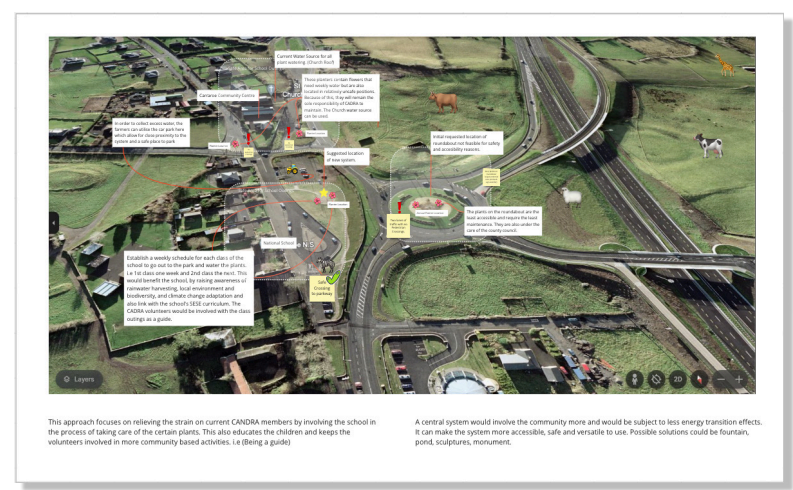 Current Water Source for all
plant watering. (Church Roof)
Carnaroe Community Centre
These planters contain flowers that
need weekly water but are also
located in relatively unsafe positions.
Because of this, they will remain the
sole responsibility of CADRA to
maintain. The Church water source
can be used.
In order to collect excess water, the
farmers can utilise this car park here
which allow for close proximity to the
system and a safe place to park.
Suggested location
of new system.
Initial requested location of
roundabout not feasible for safety
and accessibility reasons.
The plants on the roundabout are the
least accessible and require the least
maintenance. They are also under the
care of the county council.
National School
e N.S.
Establish a weekly schedule for each class of the
school to go out to the park and water the plants.
i.e 1st class one week and 2nd class the next. This
would benefit the school, by raising awareness of
rainwater harvesting, local environment and
biodiversity, and climate change adaptation and
also link with the school's SESE curriculum. The
CADRA volunteers would be involved with the class
outings as a guide.
Safe
Crossing
to parkway
Layers
2D
This approach focuses on relieving the strain on current CANDRA members by involving the school in
the process of taking care of the certain plants. This also educates the children and keeps the
volunteers involved in more community based activities. i.e (Being a guide)
A central system would involve the community more and would be subject to less energy transition effects.
It can make the system more accessible, safe and versatile to use. Possible solutions could be fountain,
pond, sculptures, monument.